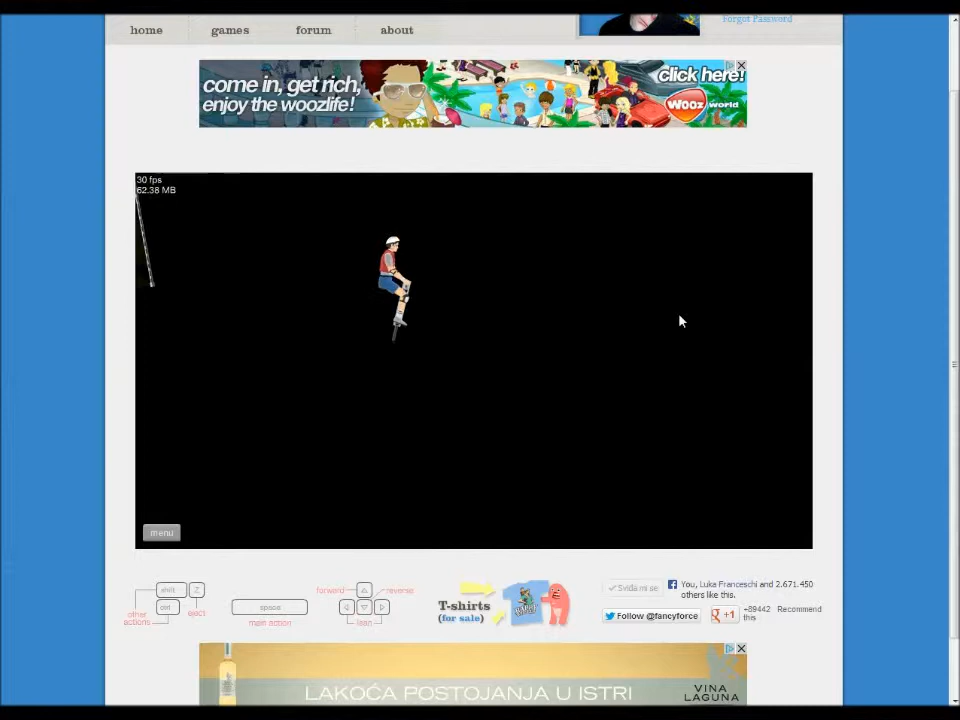 Forgot Password
home games forum about
come in, get rich,
enjoy the woozlife!
click here!
WOOZ world
30 fps
62.38 MB
menu
shift Z
dot
other
actions
eject
space
main action
forward
reverse
lean
T-shirts
(for sale)
Sviđa mi se
You, Luka Franceschi and 2.671.450
others like this.
Follow @fancyforce
g +1
+89442 Recommend
this
LAKOĆA POSTOJANJA U ISTRI
VINA
LAGUNA